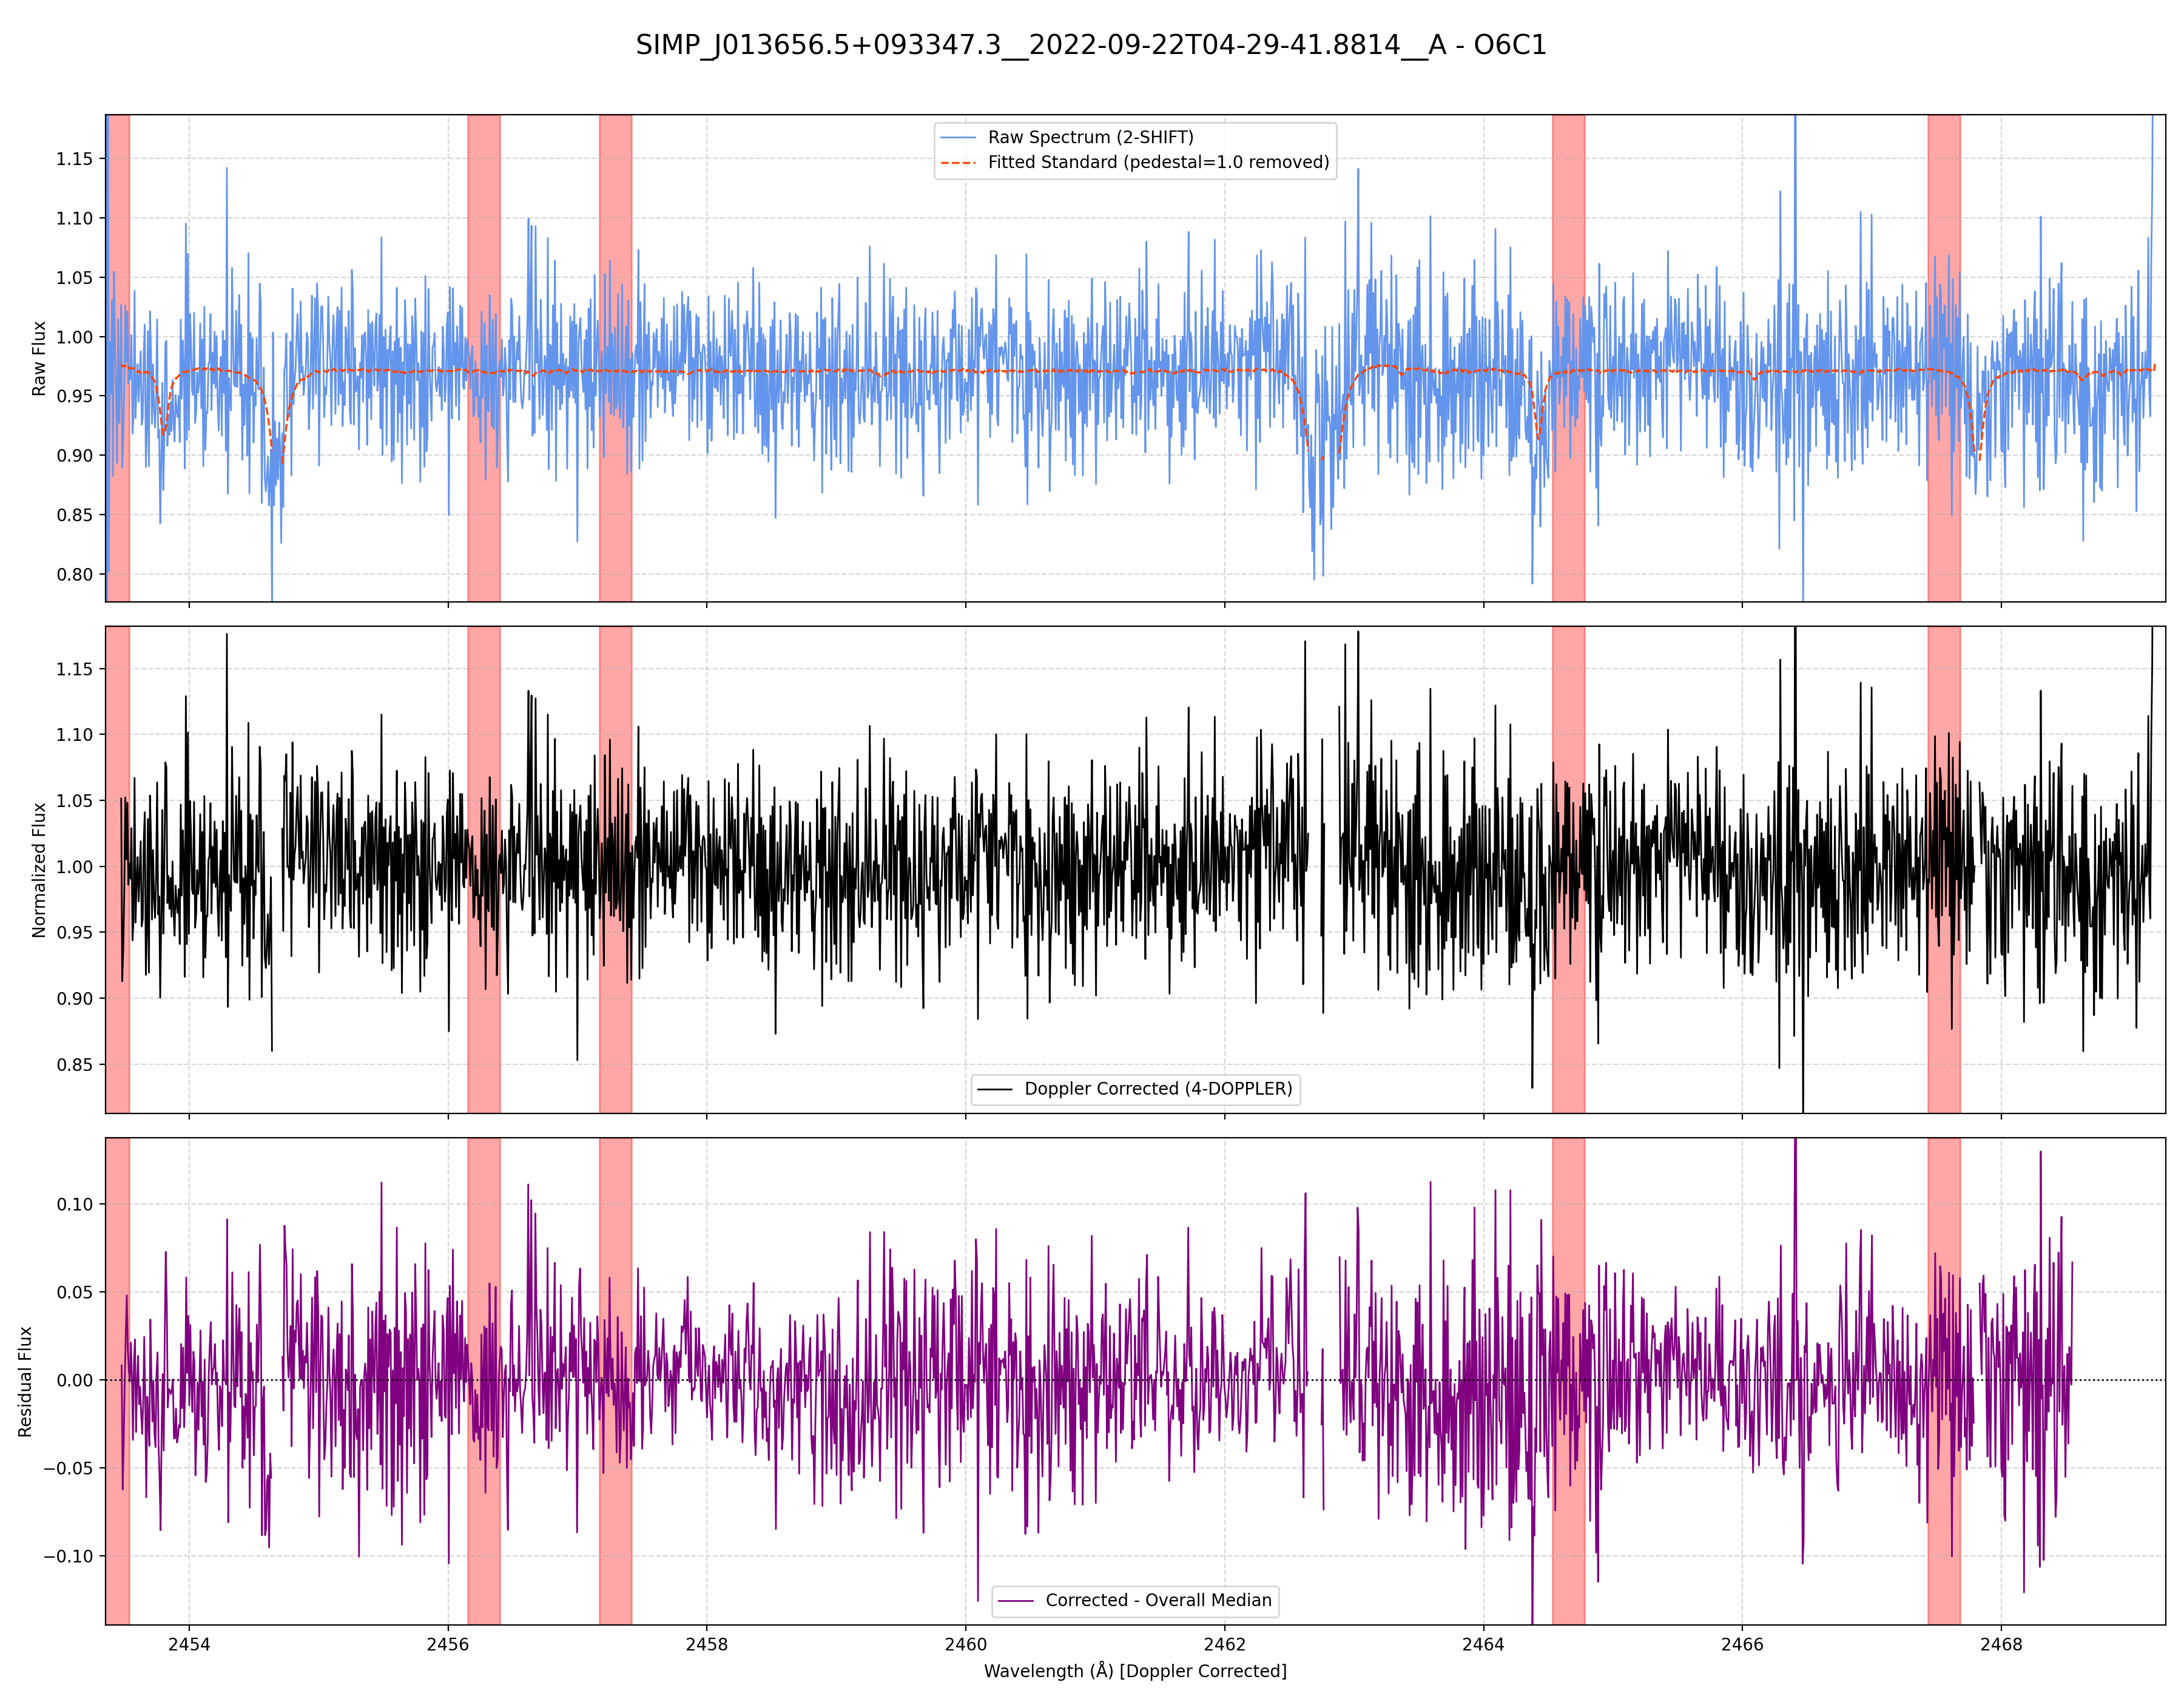 SIMP_J013656.5+093347.3__2022-09-22T04-29-41.8814__A - O6C1
Raw Flux
1.15
1.10
1.05
1.00
0.95
0.90
0.85
0.80
Raw Spectrum (2-SHIFT)
Fitted Standard (pedestal=1.0 removed)
Normalized Flux
1.15
1.10
1.05
1.00
0.95
0.90
0.85
Doppler Corrected (4-DOPPLER)
Residual Flux
0.10
0.05
0.00
−0.05
−0.10
Corrected - Overall Median
2454 2456 2458 2460 2462 2464 2466 2468
Wavelength (Å) [Doppler Corrected]